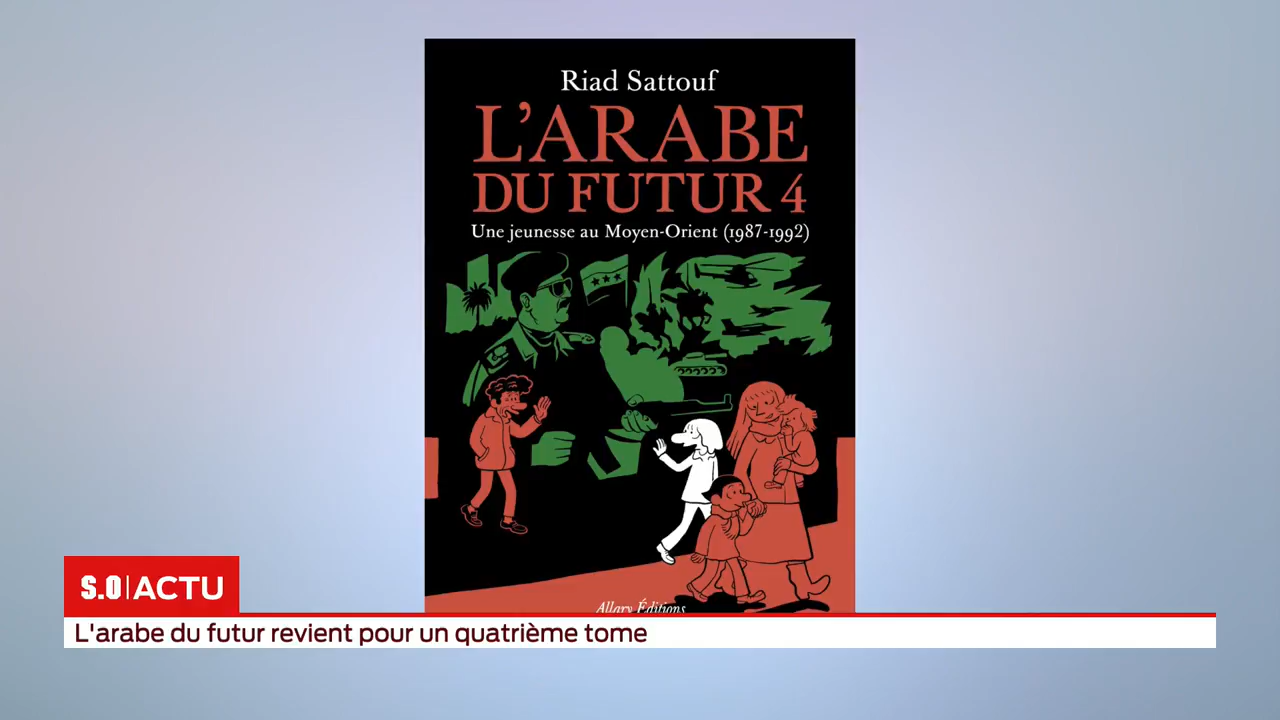 Riad Sattouf
L'ARABE
DU FUTUR 4
Une jeunesse au Moyen-Orient (1987-1992)
Allary Éditions
S.O|ACTU
L'arabe du futur revient pour un quatrième tome